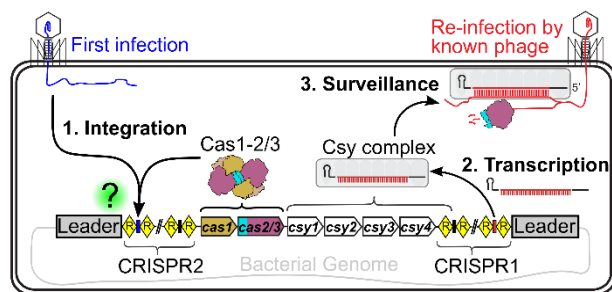 First infection
Re-infection by
known phage
3. Surveillance
5'
1. Integration
Cas1-2/3
Csy complex
2. Transcription
?
Leader R R // R R cas1 cas2/3 csy1 csy2 csy3 csy4 R R // R R Leader
CRISPR2
Bacterial Genome
CRISPR1